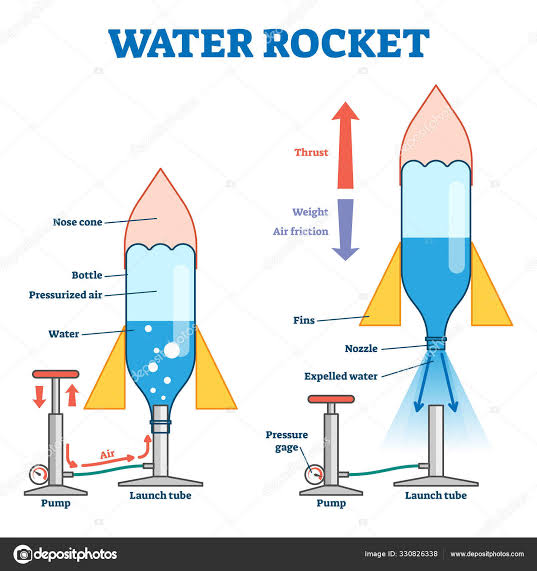 WATER ROCKET
Nose cone
Bottle
Pressurized air
Water
Air
Pump
Launch tube
Thrust
Weight
Air friction
Fins
Nozzle
Expelled water
Pressure
gage
Pump
Launch tube
depositphotos
Image ID: 330826338
www.depositphotos.com